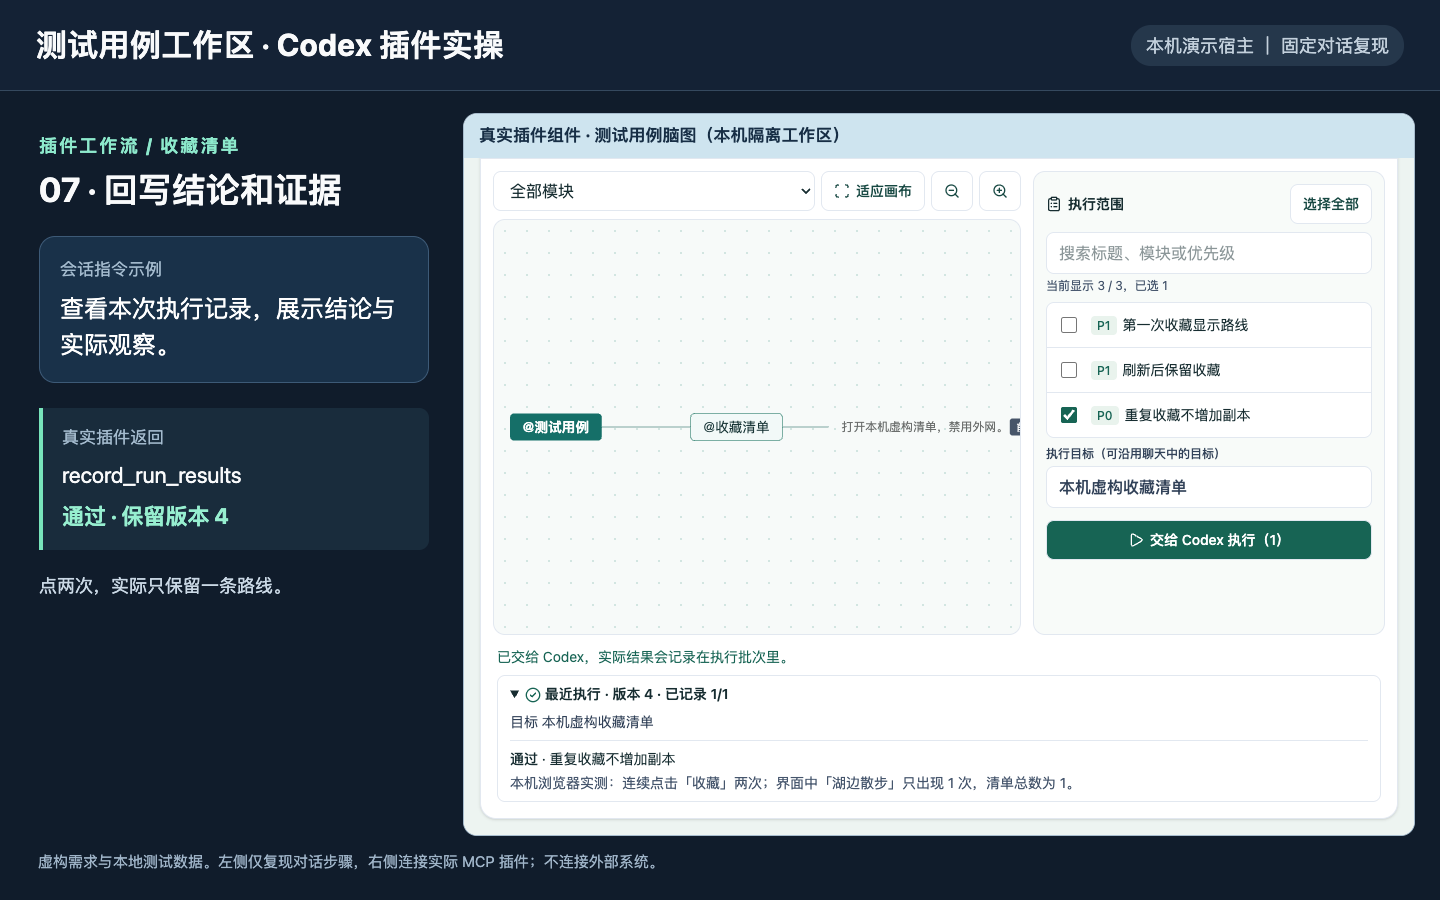 测试用例工作区 · Codex 插件实操
本机演示宿主 | 固定对话复现
插件工作流 / 收藏清单
07 · 回写结论和证据
会话指令示例
查看本次执行记录，展示结论与
实际观察。
真实插件返回
record_run_results
通过 · 保留版本 4
点两次，实际只保留一条路线。
真实插件组件 · 测试用例脑图（本机隔离工作区）
全部模块
适应画布
@测试用例
@收藏清单
打开本机虚构清单，禁用外网。
执行范围
选择全部
搜索标题、模块或优先级
当前显示 3 / 3，已选 1
P1 第一次收藏显示路线
P1 刷新后保留收藏
P0 重复收藏不增加副本
执行目标（可沿用聊天中的目标）
本机虚构收藏清单
交给 Codex 执行（1）
已交给 Codex，实际结果会记录在执行批次里。
最近执行 · 版本 4 · 已记录 1/1
目标 本机虚构收藏清单
通过 · 重复收藏不增加副本
本机浏览器实测：连续点击「收藏」两次；界面中「湖边散步」只出现 1 次，清单总数为 1。
虚构需求与本地测试数据。左侧仅复现对话步骤，右侧连接实际 MCP 插件；不连接外部系统。